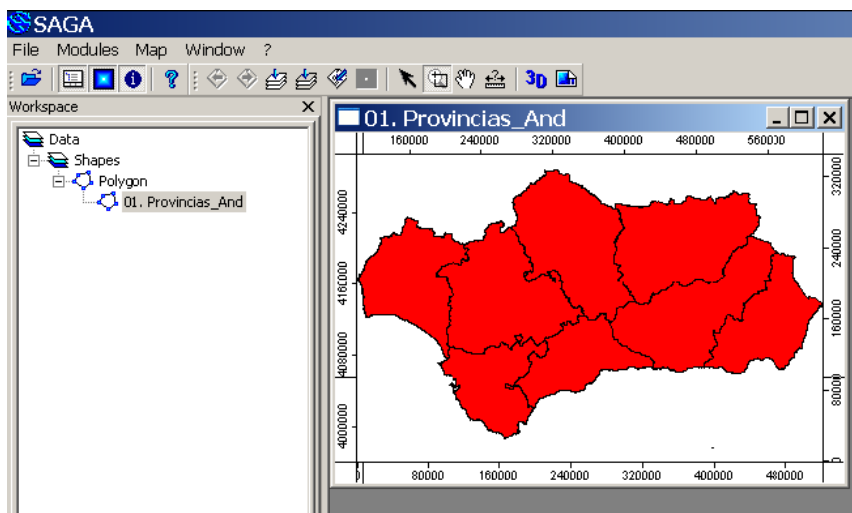 SAGA
File Modules Map Window ?
3D
Workspace X
Data
Shapes
Polygon
01. Provincias_And
01. Provincias_And
160000 240000 320000 400000 480000 560000
320000
4240000
240000
4160000
160000
4080000
80000
4000000
0
0 80000 160000 240000 320000 400000 480000